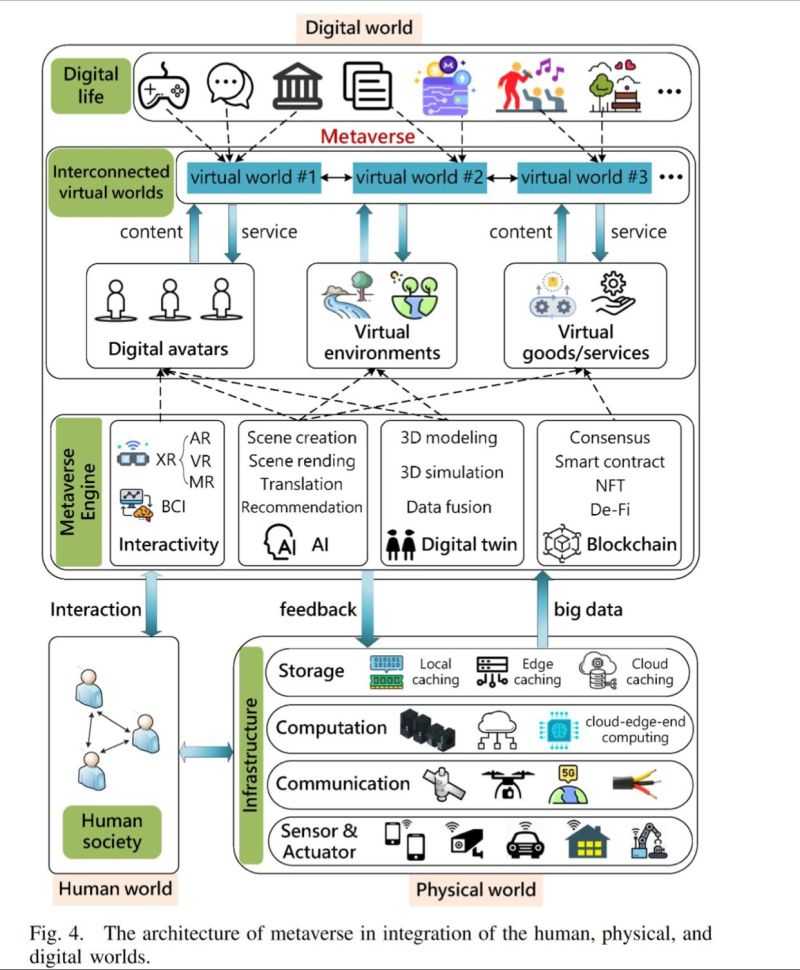 Digital world
Digital
life
•••
Metaverse
Interconnected
virtual worlds
virtual world #1
virtual world #2
virtual world #3
•••
content
service
content
service
Digital avatars
Virtual
environments
Virtual
goods/services
Metaverse
Engine
XR
AR
VR
MR
BCI
Interactivity
Scene creation
Scene rending
Translation
Recommendation
AI
AI
3D modeling
3D simulation
Data fusion
Digital twin
Consensus
Smart contract
NFT
De-Fi
Blockchain
Interaction
feedback
big data
Human
society
Human world
Infrastructure
Storage
Local
caching
Edge
caching
Cloud
caching
Computation
cloud-edge-end
computing
Communication
5G
Sensor &
Actuator
Physical world
Fig. 4. The architecture of metaverse in integration of the human, physical, and
digital worlds.